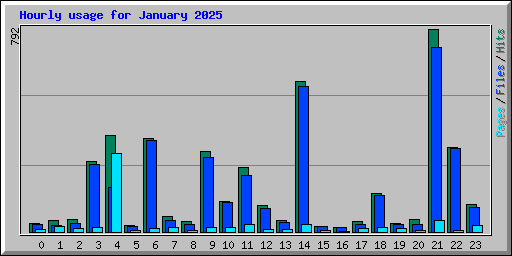 Hourly usage for January 2025
792
Pages / Files / Hits
0 1 2 3 4 5 6 7 8 9 10 11 12 13 14 15 16 17 18 19 20 21 22 23